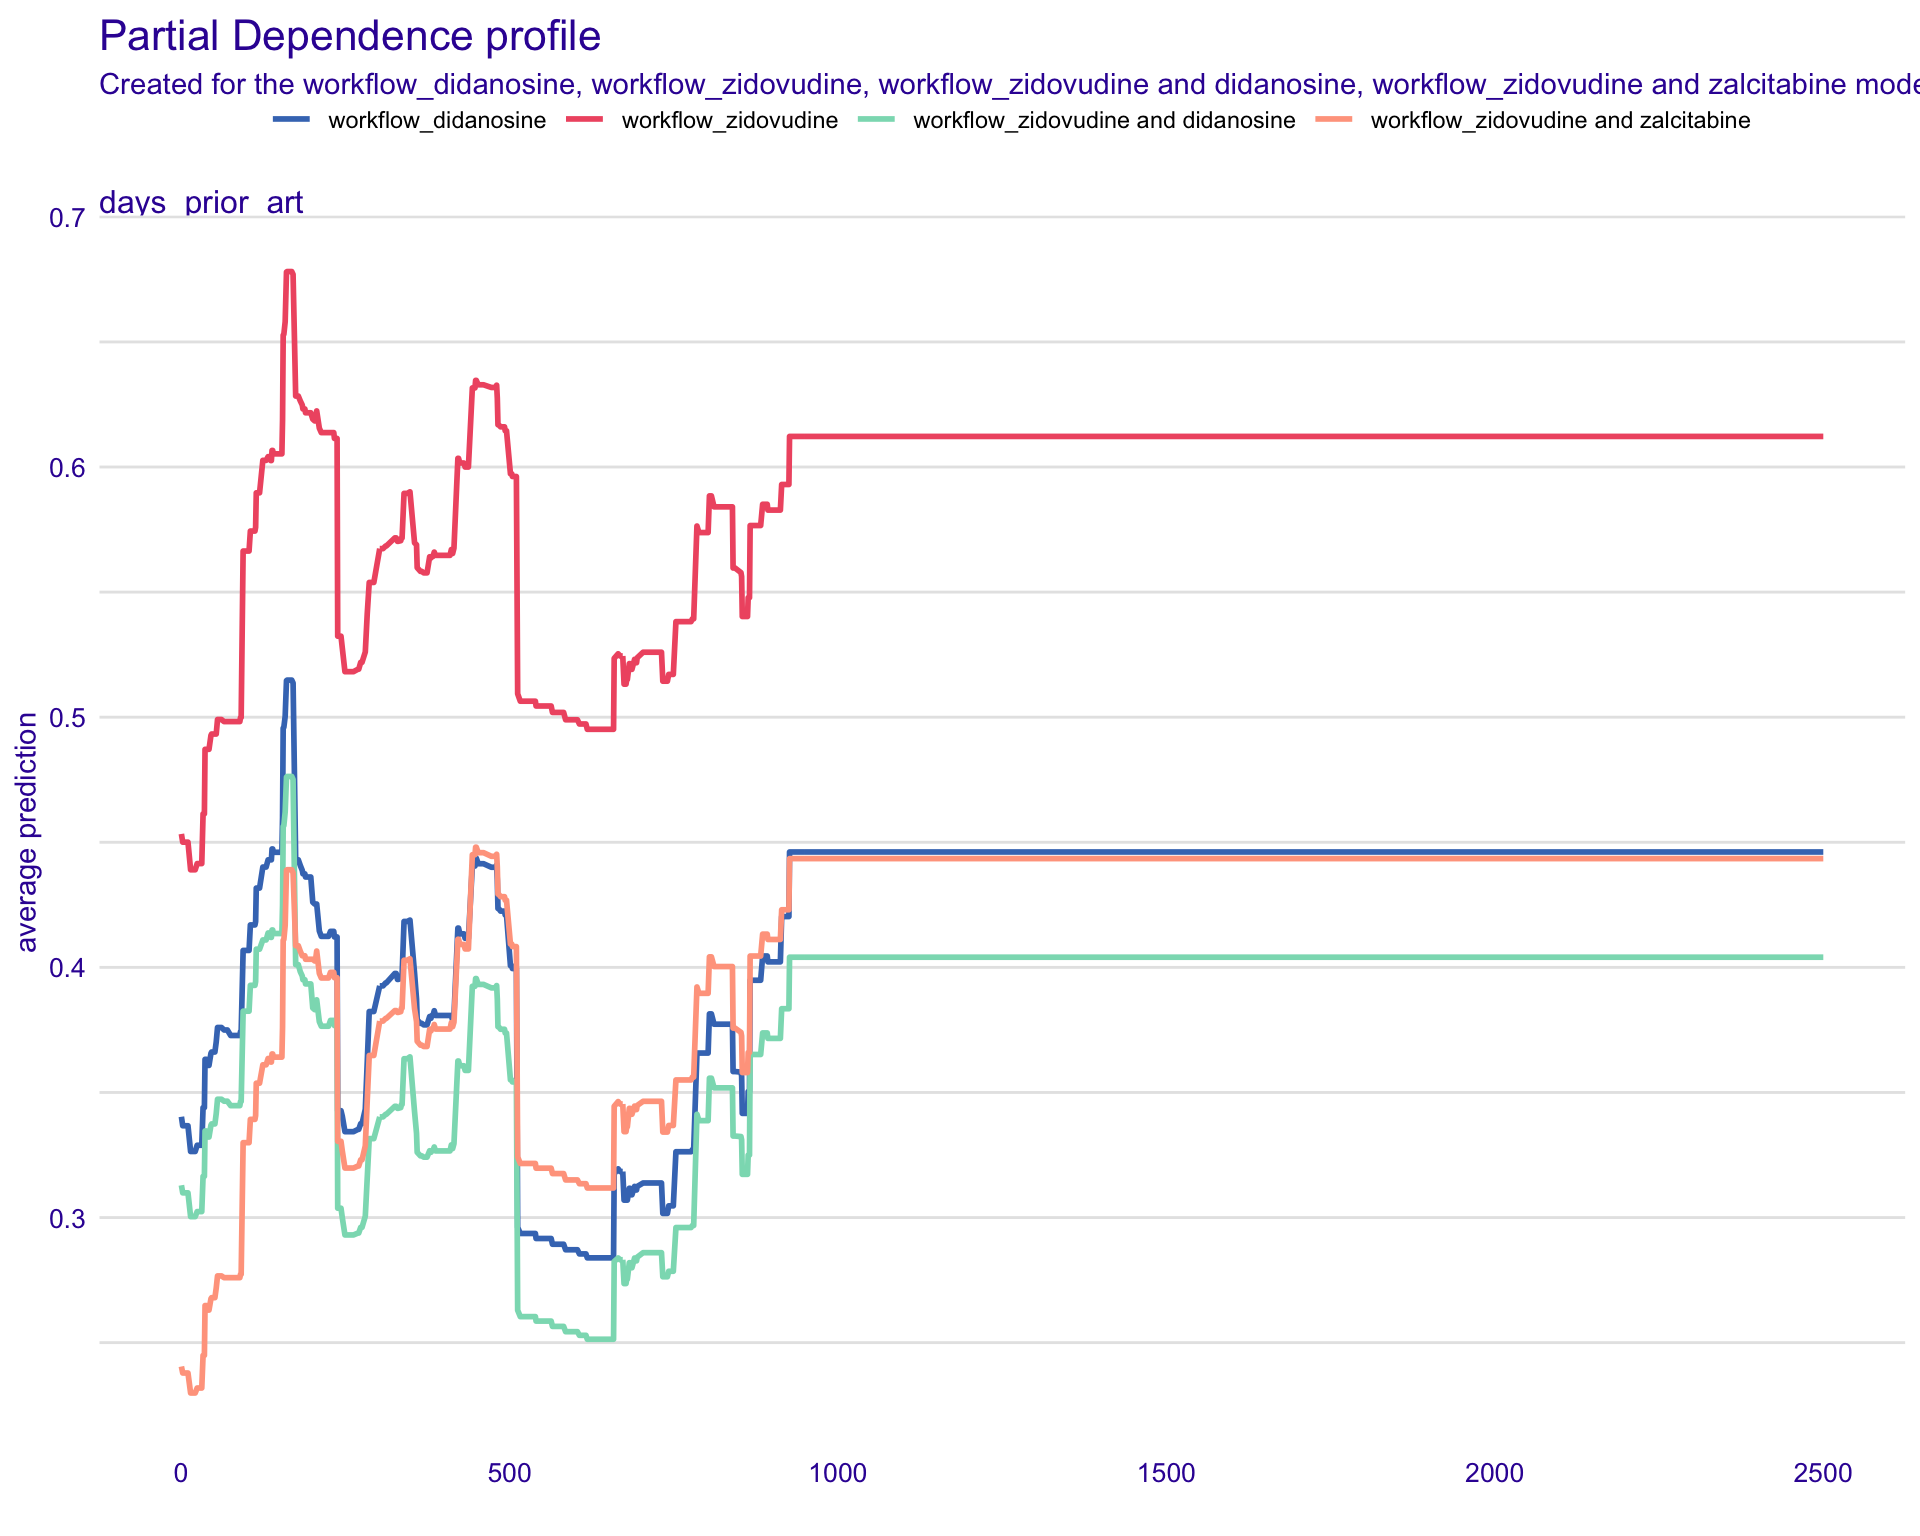 Partial Dependence profile
Created for the workflow_didanosine, workflow_zidovudine, workflow_zidovudine and didanosine, workflow_zidovudine and zalcitabine mode
workflow_didanosine workflow_zidovudine workflow_zidovudine and didanosine workflow_zidovudine and zalcitabine
days_prior_art
0.7
0.6
0.5
0.4
0.3
average prediction
0 500 1000 1500 2000 2500